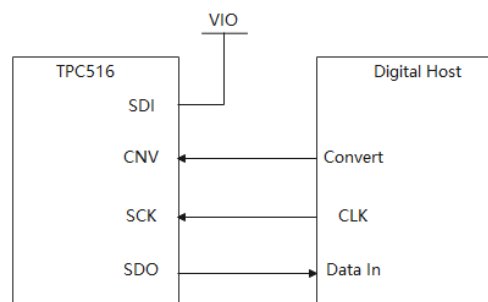 VIO
TPC516
Digital Host
SDI
CNV
Convert
SCK
CLK
SDO
Data In